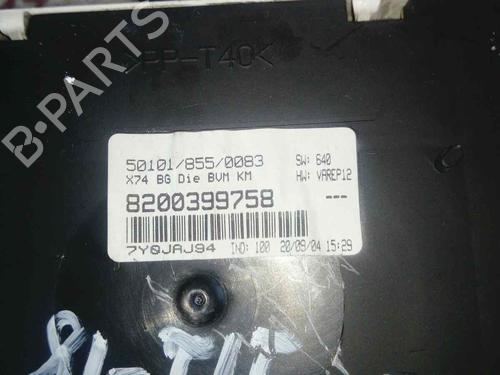 >PP-T40<
B-PARTS
50101/855/0083 SW: 640
X74 BG Die BVM KM HW: VAREP12
8200399758 ---
7Y0JAJ94 IND: 100 20/09/04 15:29